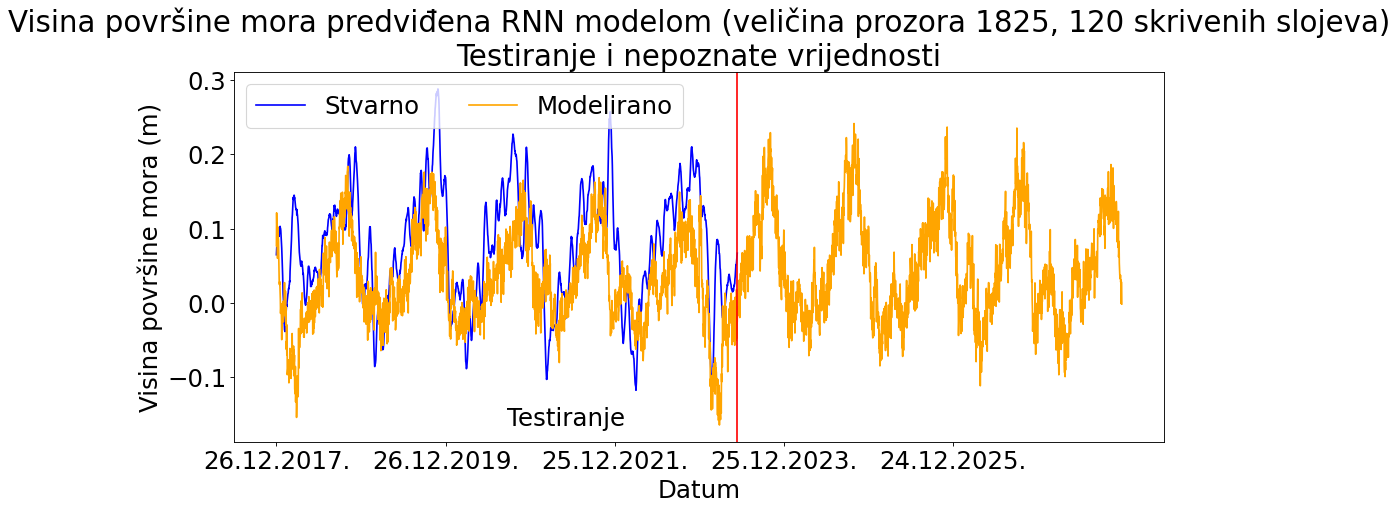 Visina površine mora predviđena RNN modelom (veličina prozora 1825, 120 skrivenih slojeva)
Testiranje i nepoznate vrijednosti
Stvarno Modelirano
Visina površine mora (m)
0.3
0.2
0.1
0.0
−0.1
Testiranje
26.12.2017. 26.12.2019. 25.12.2021. 25.12.2023. 24.12.2025.
Datum